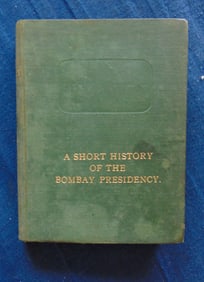 A SHORT HISTORY
OF THE
BOMBAY PRESIDENCY.